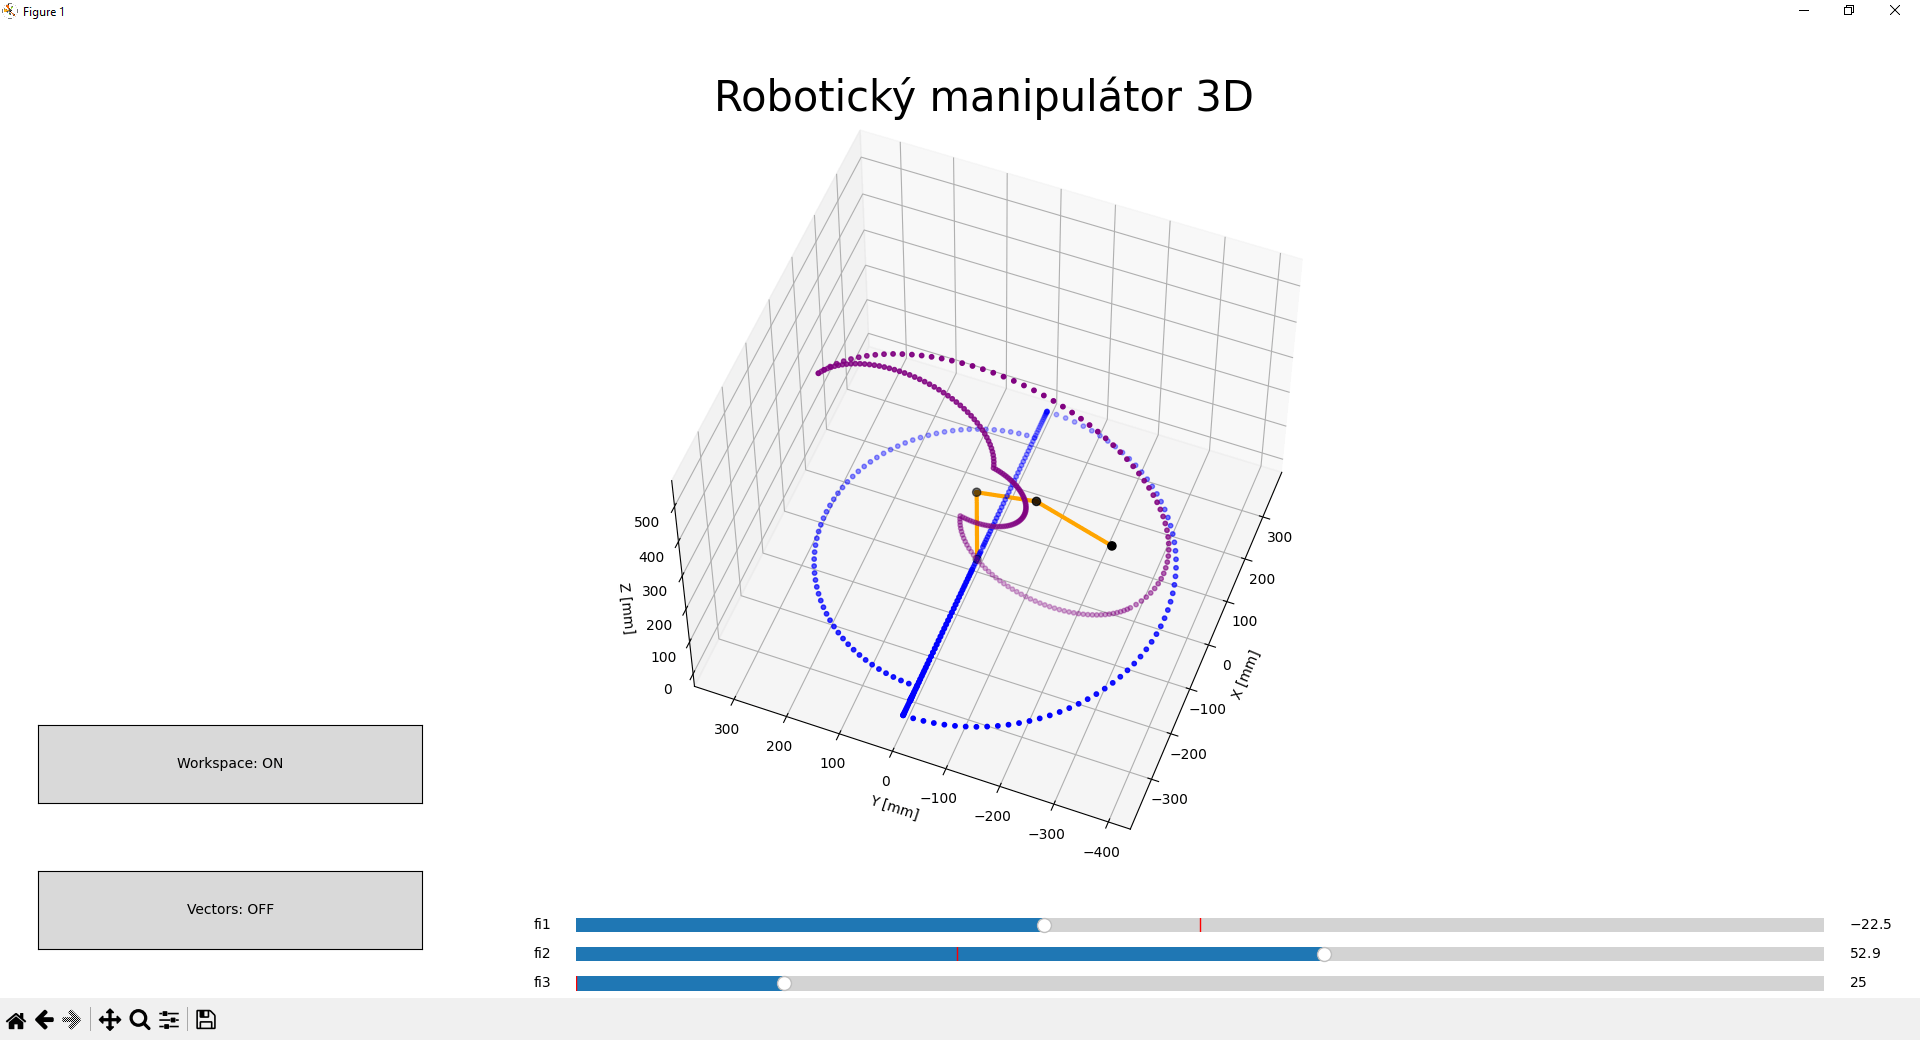 Figure 1
Robotický manipulátor 3D
500
400
300
200
100
0
Z [mm]
300
200
100
0
−100
−200
−300
−400
Y [mm]
300
200
100
0
−100
−200
−300
X [mm]
Workspace: ON
Vectors: OFF
fi1 −22.5
fi2 52.9
fi3 25